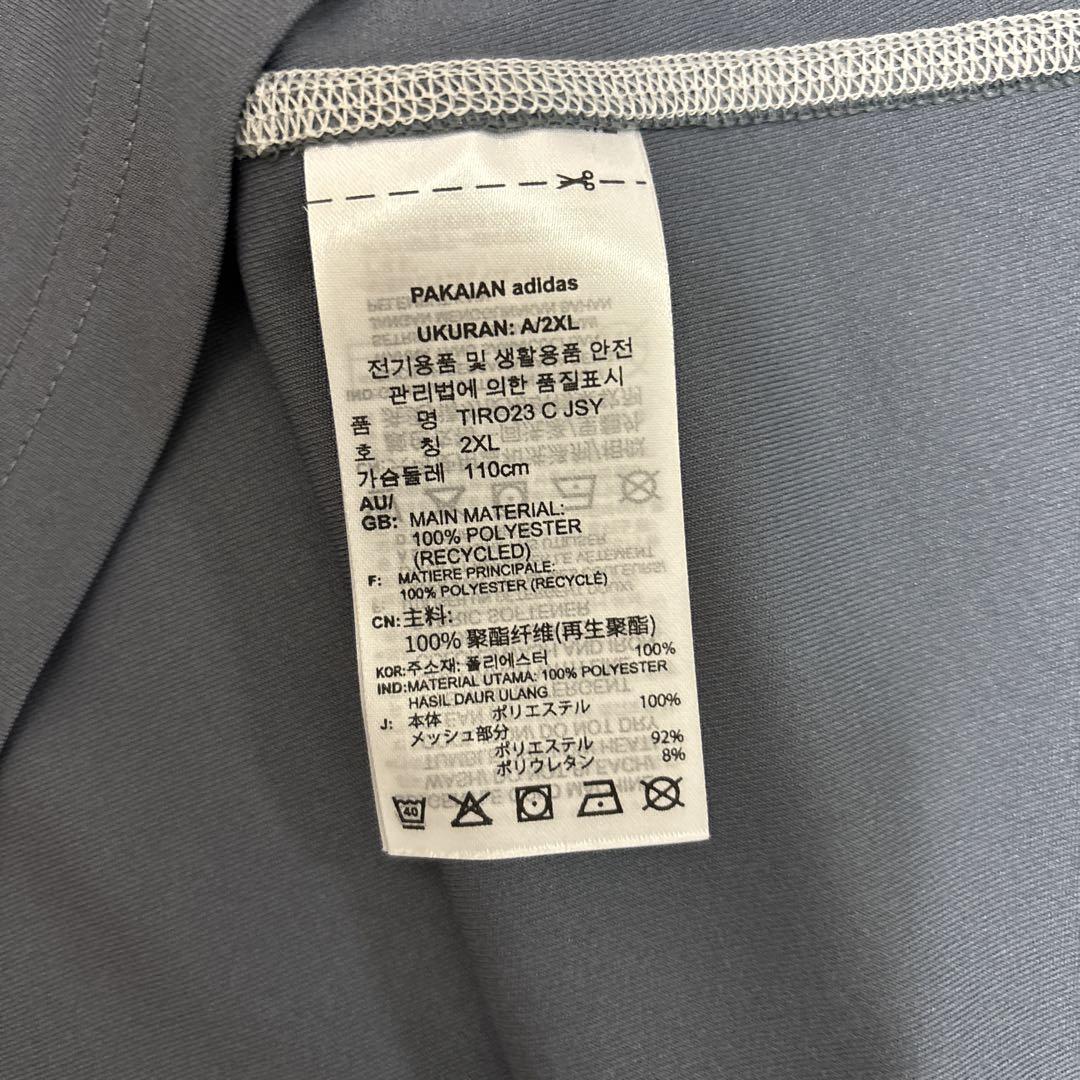 PAKAIAN adidas
UKURAN: A/2XL
전기용품 및 생활용품 안전
관리법에 의한 품질표시
품 명 TIRO23 C JSY
호 칭 2XL
가슴둘레 110cm
AU/
GB: MAIN MATERIAL:
100% POLYESTER
(RECYCLED)
F: MATIERE PRINCIPALE:
100% POLYESTER (RECYCLÉ)
CN: 主料:
100% 聚酯纤维(再生聚酯)
KOR: 주소재: 폴리에스터 100%
IND: MATERIAL UTAMA: 100% POLYESTER
HASIL DAUR ULANG
J: 本体 ポリエステル 100%
メッシュ部分
ポリエステル 92%
ポリウレタン 8%
40